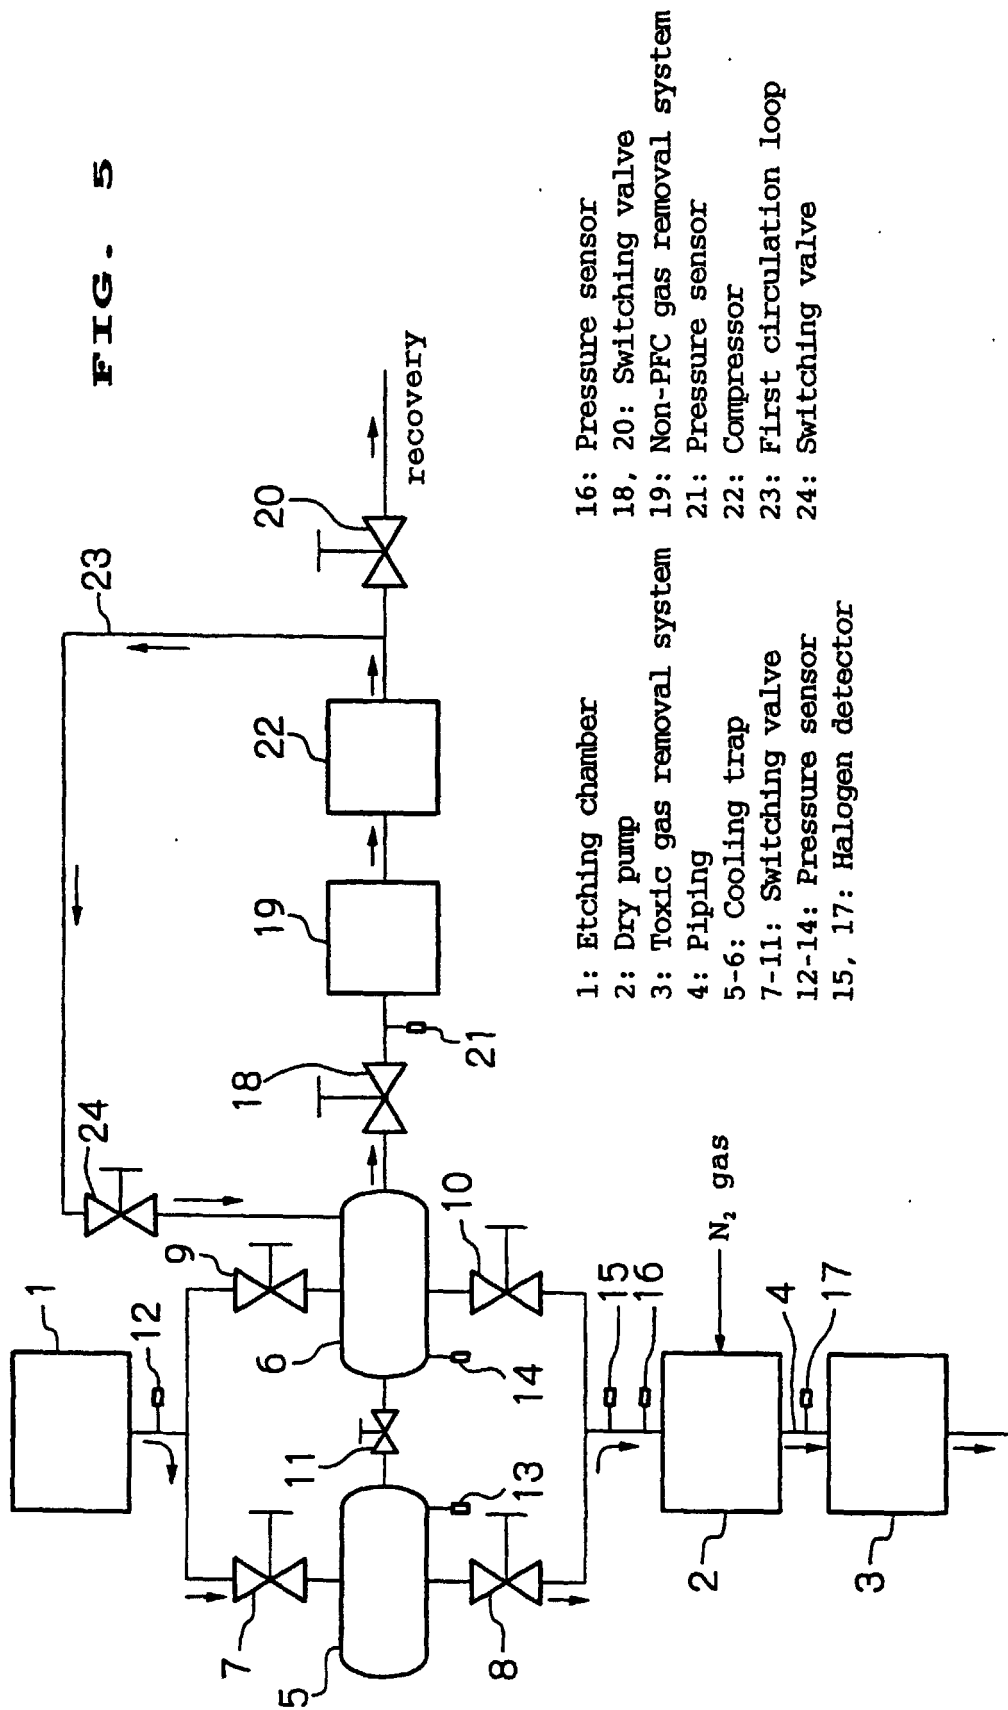 FIG. 5
1
12
9
24
23
7
5
6
11
13
14
8
10
18
21
19
22
20
recovery
15
16
N₂ gas
2
4
17
3
1: Etching chamber
2: Dry pump
3: Toxic gas removal system
4: Piping
5-6: Cooling trap
7-11: Switching valve
12-14: Pressure sensor
15, 17: Halogen detector
16: Pressure sensor
18, 20: Switching valve
19: Non-PFC gas removal system
21: Pressure sensor
22: Compressor
23: First circulation loop
24: Switching valve